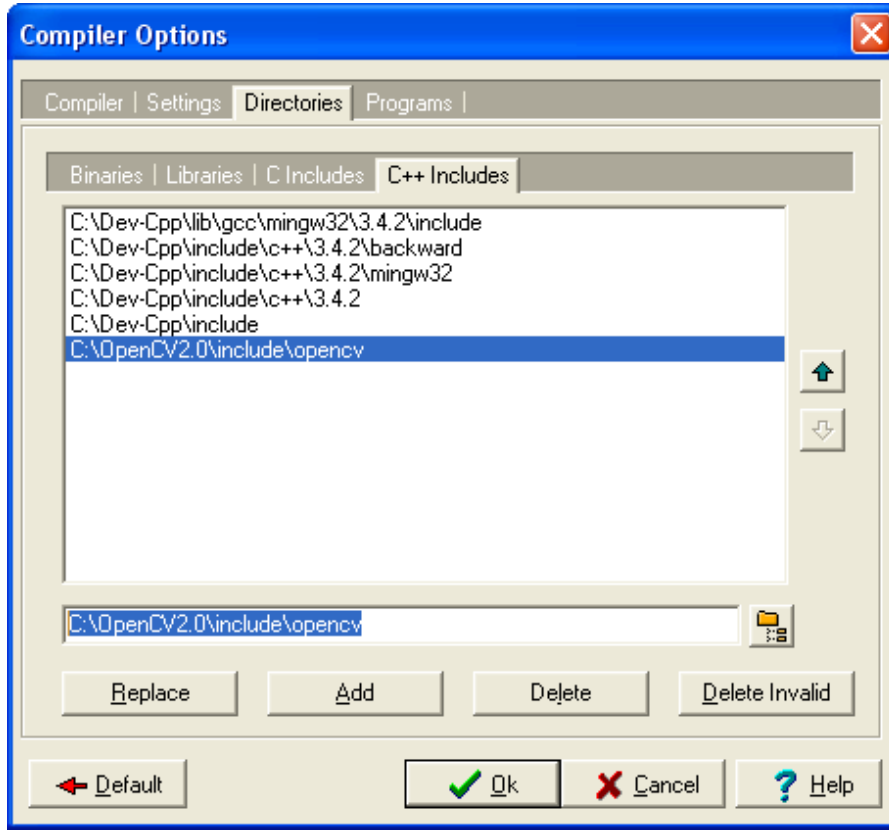 Compiler Options
Compiler | Settings Directories Programs |
Binaries | Libraries | C Includes C++ Includes
C:\Dev-Cpp\lib\gcc\mingw32\3.4.2\include
C:\Dev-Cpp\include\c++\3.4.2\backward
C:\Dev-Cpp\include\c++\3.4.2\mingw32
C:\Dev-Cpp\include\c++\3.4.2
C:\Dev-Cpp\include
C:\OpenCV2.0\include\opencv
C:\OpenCV2.0\include\opencv
Replace Add Delete Delete Invalid
Default Ok Cancel Help